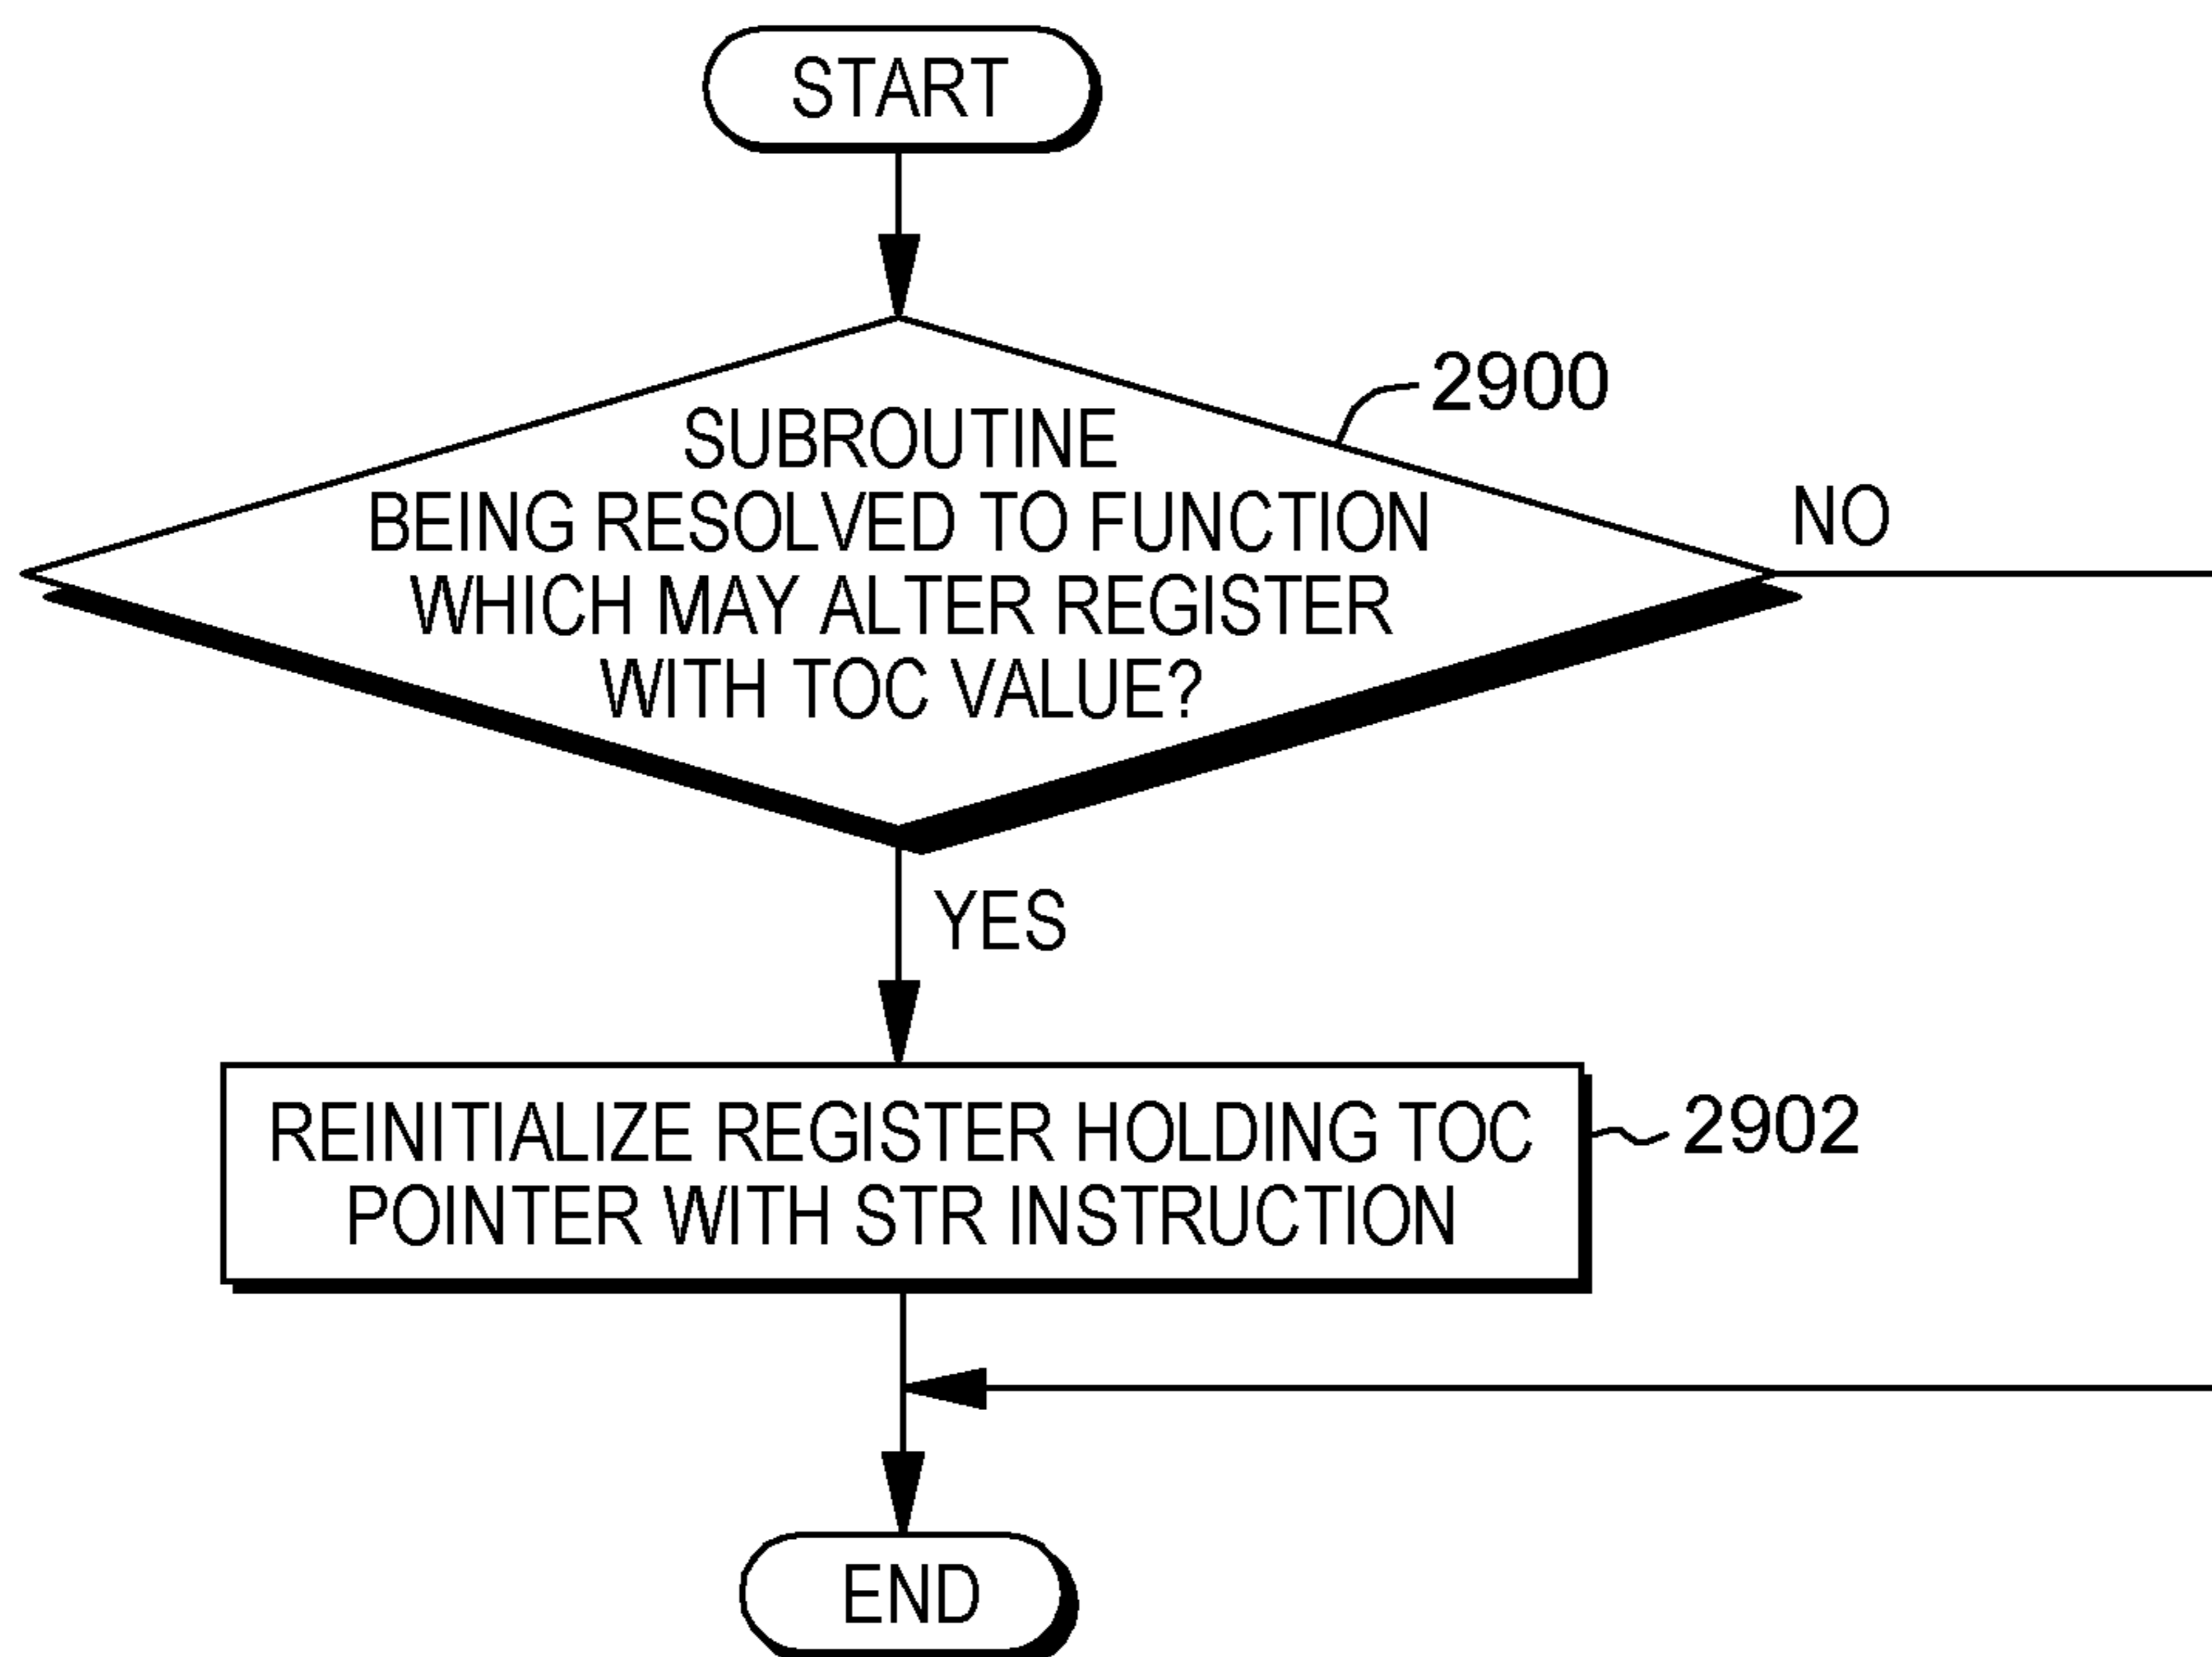 START
2900
SUBROUTINE
BEING RESOLVED TO FUNCTION
WHICH MAY ALTER REGISTER
WITH TOC VALUE?
NO
YES
REINITIALIZE REGISTER HOLDING TOC
POINTER WITH STR INSTRUCTION
2902
END